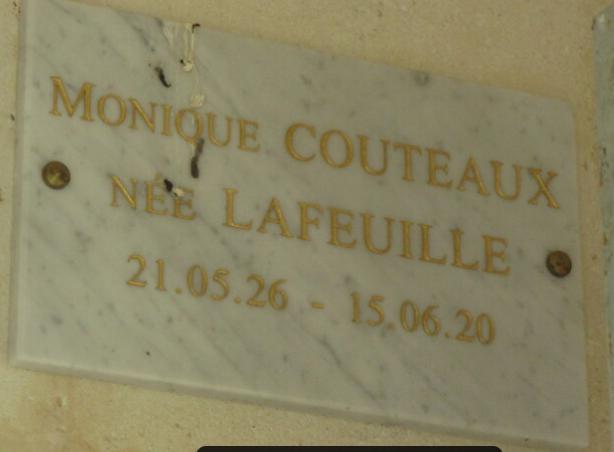 MONIQUE COUTEAUX
NÉE LAFEUILLE
21.05.26 - 15.06.20